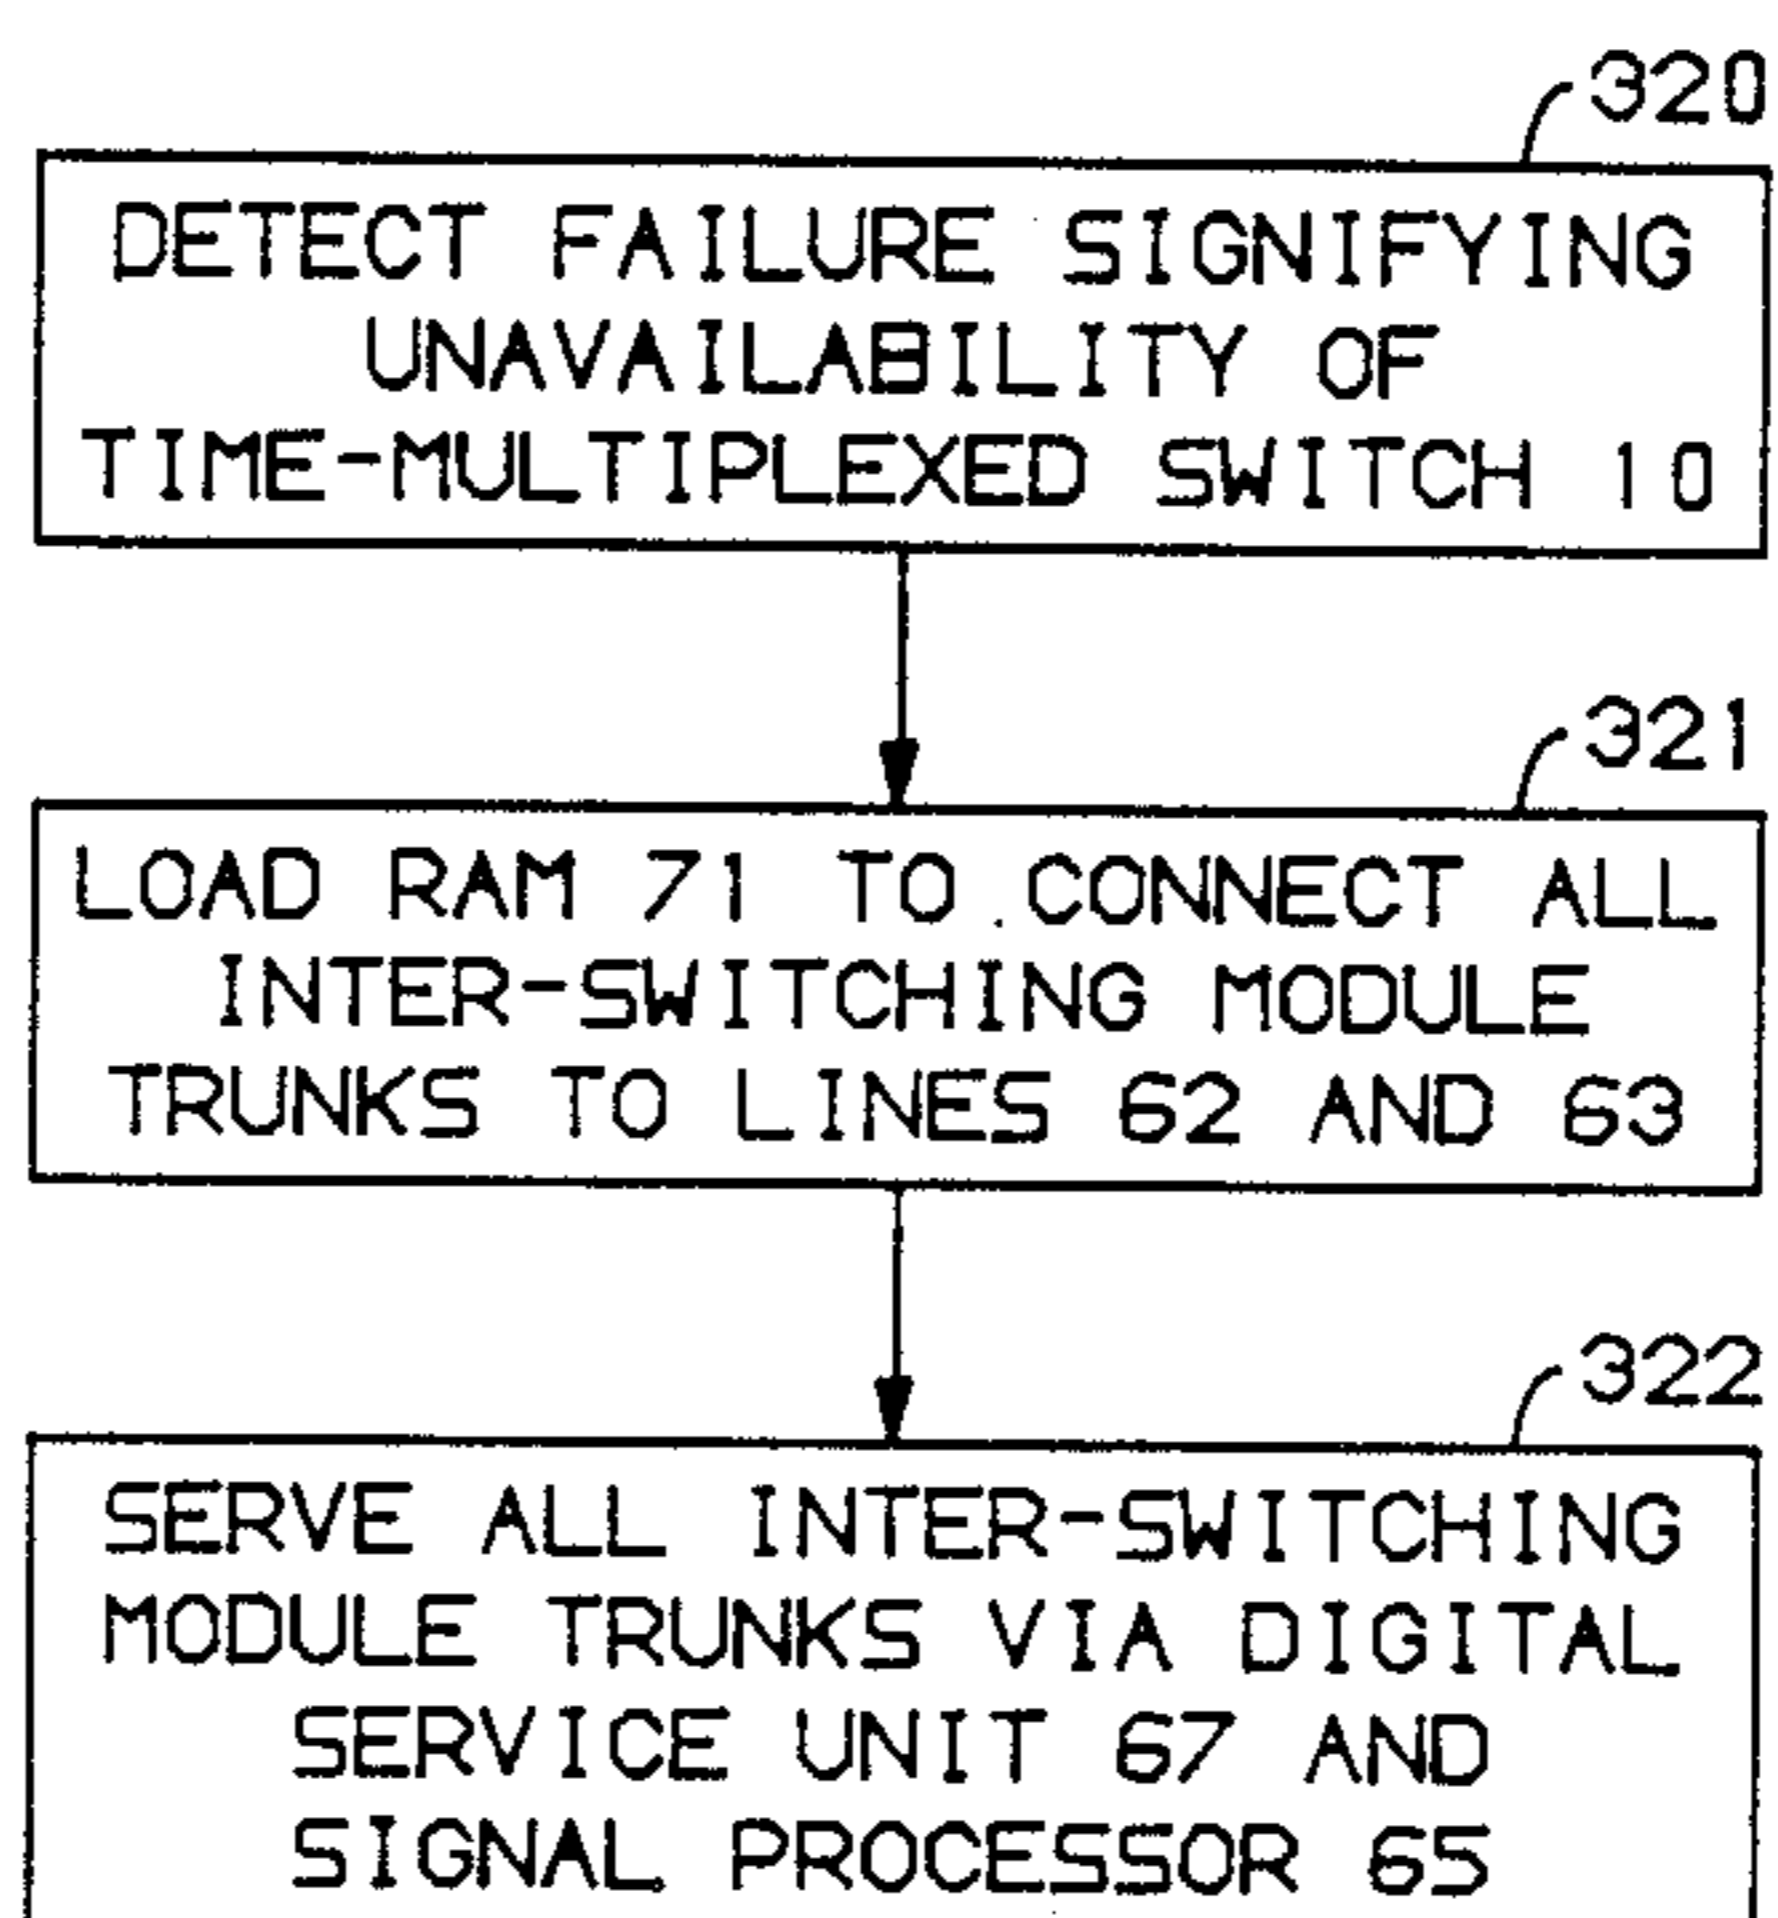 320
DETECT FAILURE SIGNIFYING
UNAVAILABILITY OF
TIME-MULTIPLEXED SWITCH 10
321
LOAD RAM 71 TO CONNECT ALL
INTER-SWITCHING MODULE
TRUNKS TO LINES 62 AND 63
322
SERVE ALL INTER-SWITCHING
MODULE TRUNKS VIA DIGITAL
SERVICE UNIT 67 AND
SIGNAL PROCESSOR 65